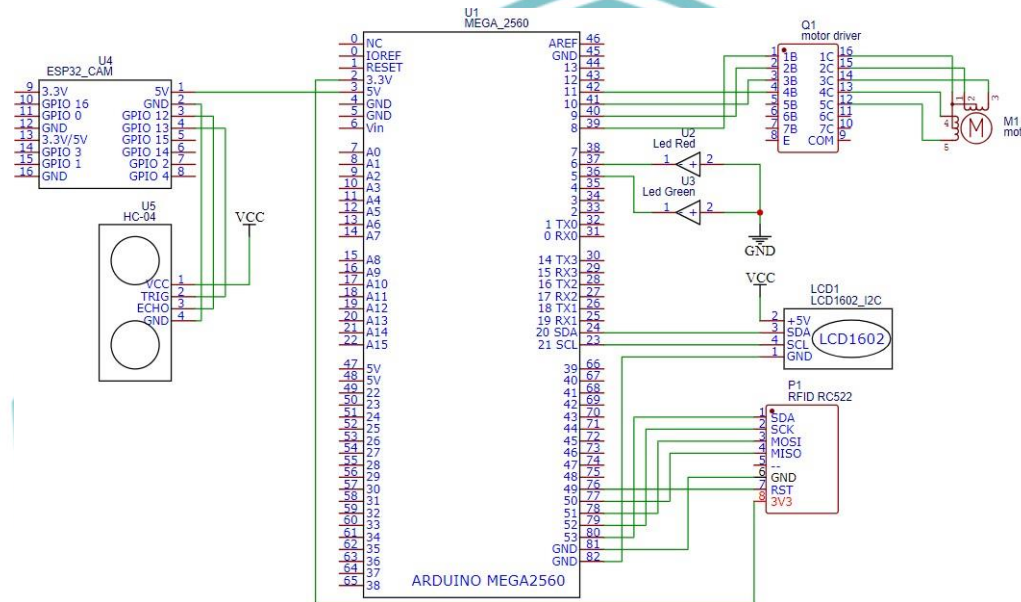 U1
MEGA_2560
0 NC
0 IOREF
1 RESET
2 3.3V
3 5V
4 GND
5 GND
6 Vin
7 A0
8 A1
9 A2
10 A3
11 A4
12 A5
13 A6
14 A7
15 A8
16 A9
17 A10
18 A11
19 A12
20 A13
21 A14
22 A15
47 5V
48 5V
49 22
50 23
51 24
52 25
53 26
54 27
55 28
56 29
57 30
58 31
59 32
60 33
61 34
62 35
63 36
64 37
65 38
AREF 46
GND 45
13 44
12 43
11 42
10 41
9 40
8 39
7 38
6 37
5 36
4 35
3 34
2 33
1 TX0 32
0 RX0 31
14 TX3 30
15 RX3 29
16 TX2 28
17 RX2 27
18 TX1 26
19 RX1 25
20 SDA 24
21 SCL 23
39 66
40 67
41 68
42 69
43 70
44 71
45 72
46 73
47 74
48 75
49 76
50 77
51 78
52 79
53 80
GND 81
GND 82
ARDUINO MEGA2560
U4
ESP32_CAM
9 3.3V
10 GPIO 16
11 GPIO 0
12 GND
13 3.3V/5V
14 GPIO 3
15 GPIO 1
16 GND
5V 1
GND 2
GPIO 12 3
GPIO 13 4
GPIO 15 5
GPIO 14 6
GPIO 2 7
GPIO 4 8
U5
HC-04
VCC
VCC 1
TRIG 2
ECHO 3
GND 4
Q1
motor driver
1 1B
2 2B
3 3B
4 4B
5 5B
6 6B
7 7B
8 E
1C 16
2C 15
3C 14
4C 13
5C 12
6C 11
7C 10
COM 9
1 2 3
4
5
M
M1
mot
U2
Led Red
1 + 2
U3
Led Green
1 + 2
GND
VCC
LCD1
LCD1602_I2C
2 +5V
3 SDA
4 SCL
1 GND
LCD1602
P1
RFID RC522
1 SDA
2 SCK
3 MOSI
4 MISO
5 --
6 GND
7 RST
8 3V3